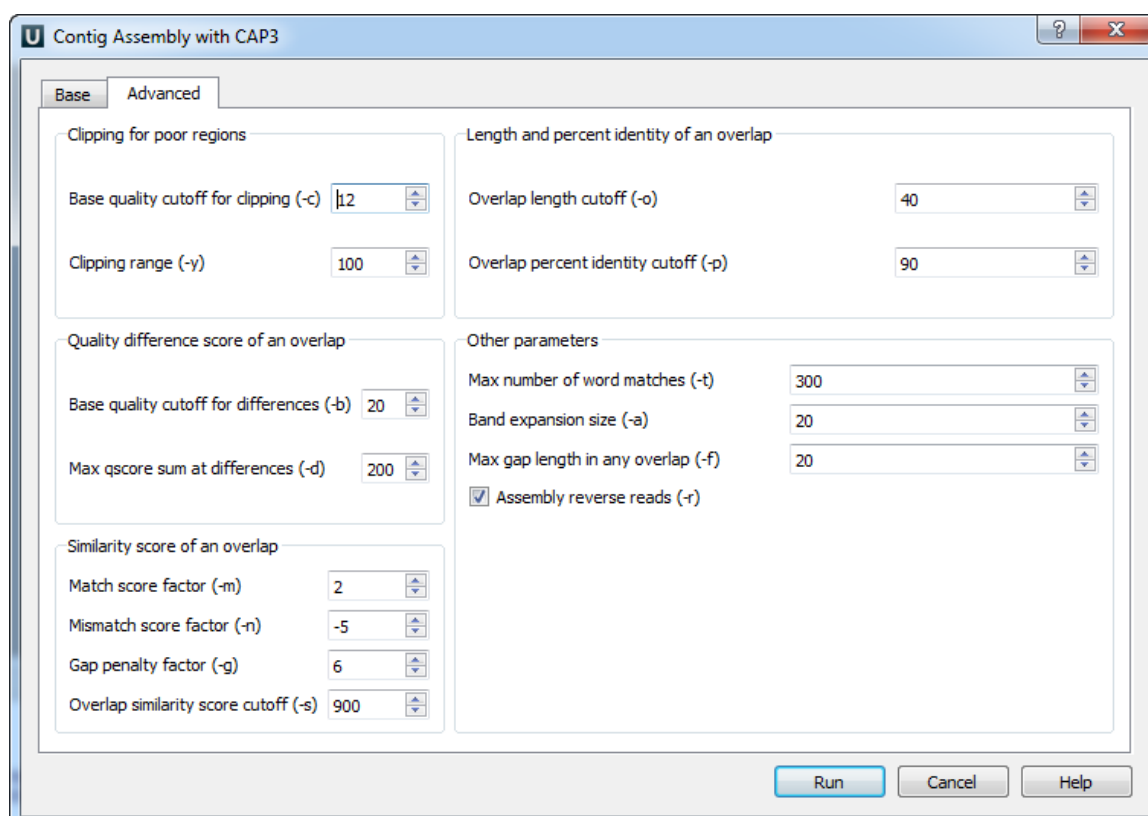 U Contig Assembly with CAP3
?
Base
Advanced
Clipping for poor regions
Base quality cutoff for clipping (-c) 12
Clipping range (-y) 100
Length and percent identity of an overlap
Overlap length cutoff (-o) 40
Overlap percent identity cutoff (-p) 90
Quality difference score of an overlap
Base quality cutoff for differences (-b) 20
Max qscore sum at differences (-d) 200
Other parameters
Max number of word matches (-t) 300
Band expansion size (-a) 20
Max gap length in any overlap (-f) 20
Assembly reverse reads (-r)
Similarity score of an overlap
Match score factor (-m) 2
Mismatch score factor (-n) -5
Gap penalty factor (-g) 6
Overlap similarity score cutoff (-s) 900
Run
Cancel
Help